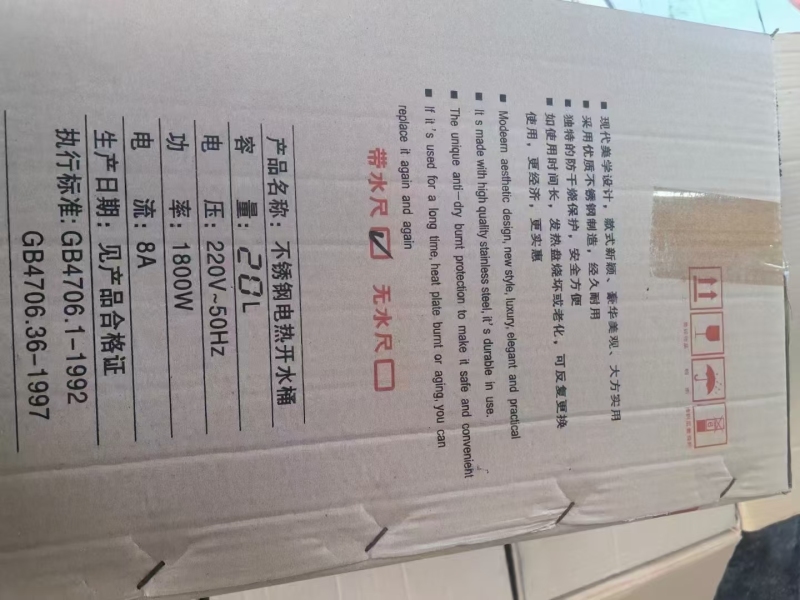 ■ 现代美学设计，款式新颖、豪华美观、大方实用
■ 采用优质不锈钢制造，经久耐用
■ 独特的防干烧保护，安全方便
■ 如使用时间长，发热盘烧坏或老化，可反复更换
使用，更经济，更实惠
■ Modeern aesthetic design, new style, luxury, elegant and practical
■ It s made with high quality stainless steel, it's durable in use.
■ The unique anti-dry burnt protection to make it safe and convenieht
■ If it's used for a long time, heat plate burnt or aging, you can
replace it again and again
带水尺 ☑ 无水尺 □
产品名称：不锈钢电热开水桶
容 量：20L
电 压：220V~50Hz
功 率：1800W
电 流：8A
生产日期：见产品合格证
执行标准：GB4706.1-1992
GB4706.36-1997